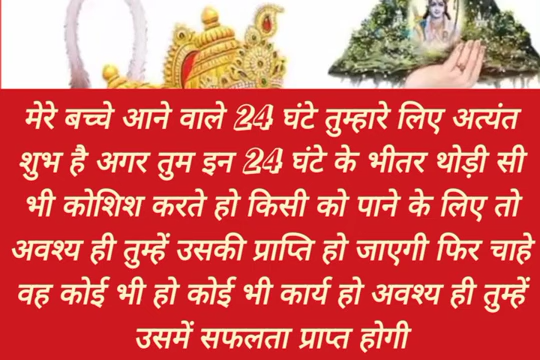 मेरे बच्चे आने वाले 24 घंटे तुम्हारे लिए अत्यंत
शुभ है अगर तुम इन 24 घंटे के भीतर थोड़ी सी
भी कोशिश करते हो किसी को पाने के लिए तो
अवश्य ही तुम्हें उसकी प्राप्ति हो जाएगी फिर चाहे
वह कोई भी हो कोई भी कार्य हो अवश्य ही तुम्हें
उसमें सफलता प्राप्त होगी